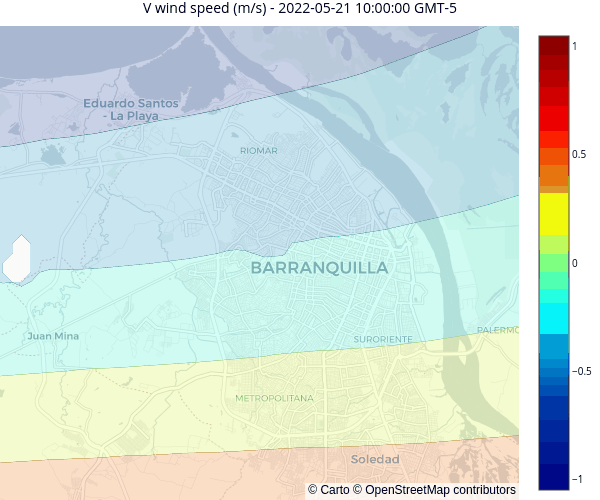 V wind speed (m/s) - 2022-05-21 10:00:00 GMT-5
1
0.5
0
−0.5
−1
Eduardo Santos
- La Playa
RIOMAR
BARRANQUILLA
Juan Mina
SURORIENTE
PALERMO
METROPOLITANA
Soledad
© Carto © OpenStreetMap contributors